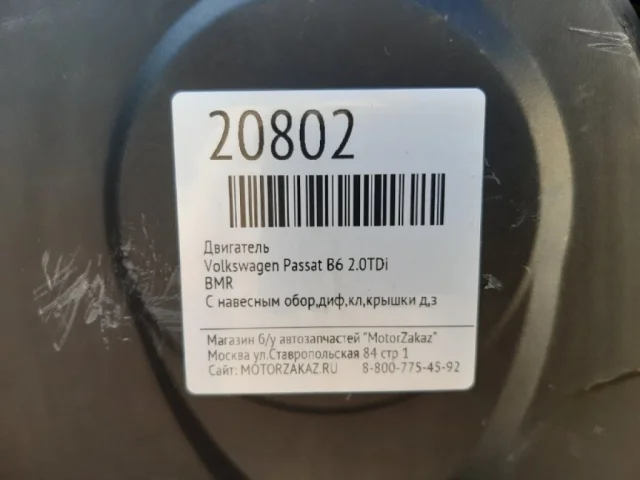 20802
Двигатель
Volkswagen Passat B6 2.0TDi
BMR
С навесным обор,диф,кл,крышки д,з
Магазин б/у автозапчастей "MotorZakaz"
Москва ул.Ставропольская 84 стр 1
Сайт: MOTORZAKAZ.RU 8-800-775-45-92